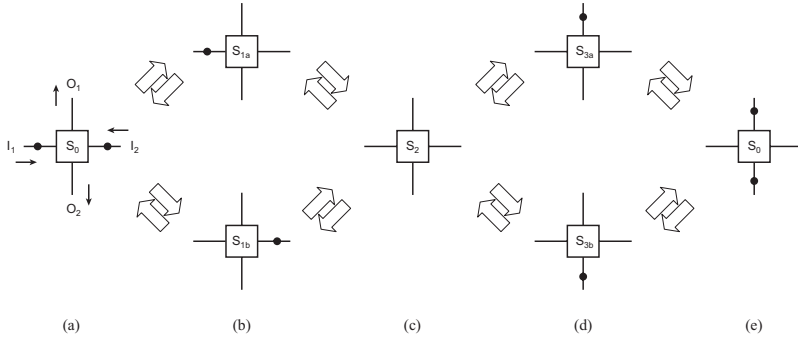 S1a
S3a
O1
I1
S0
I2
S2
S0
O2
S1b
S3b
(a)
(b)
(c)
(d)
(e)